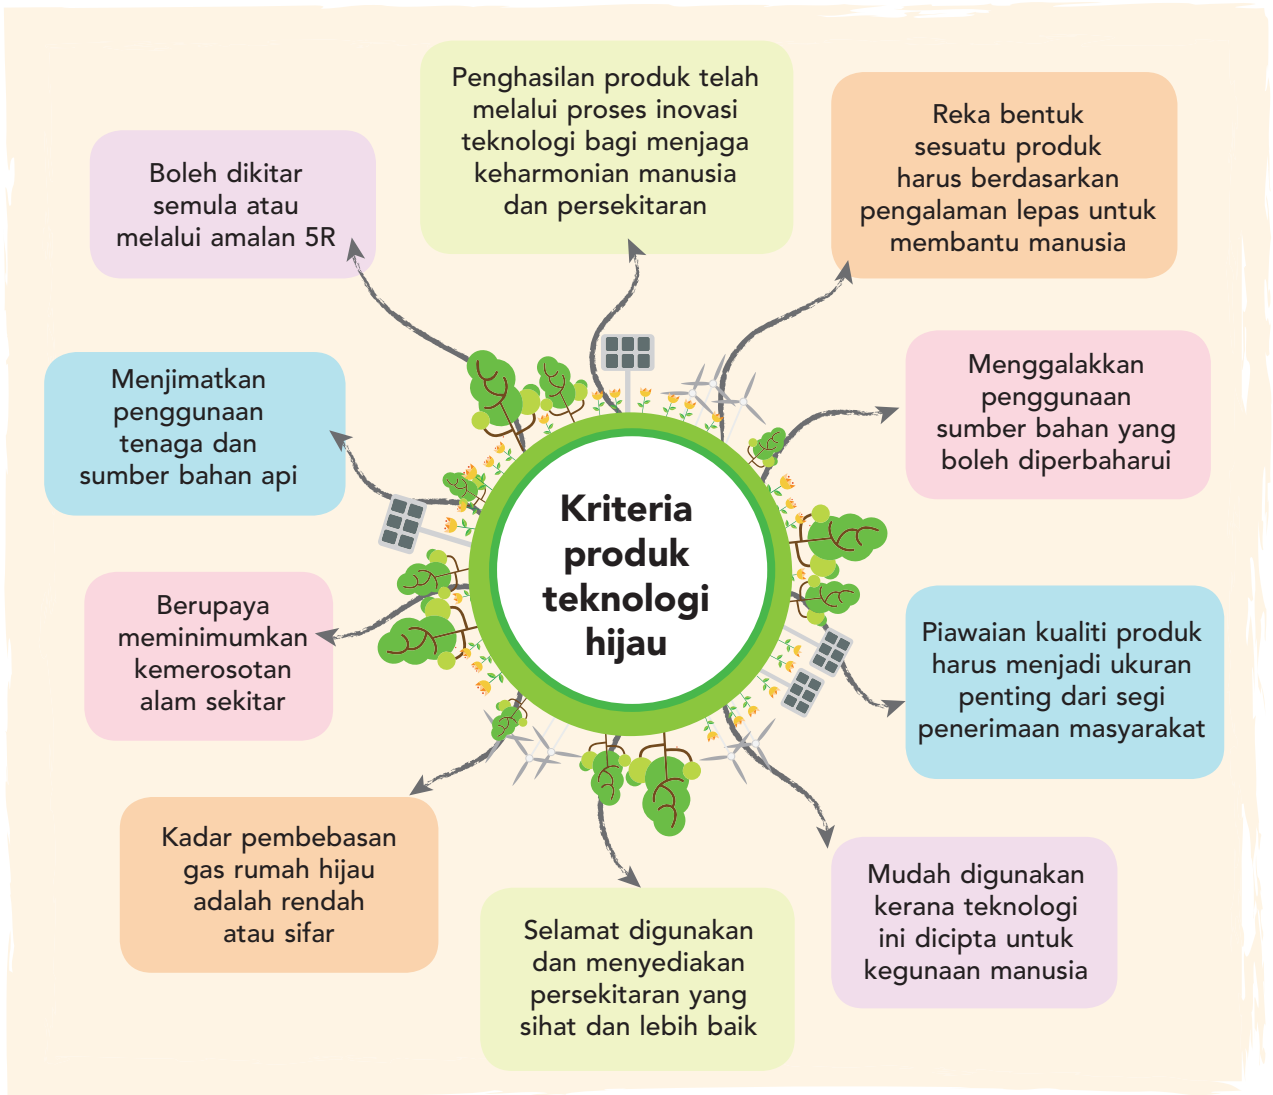 Kriteria
produk
teknologi
hijau
Penghasilan produk telah
melalui proses inovasi
teknologi bagi menjaga
keharmonian manusia
dan persekitaran
Reka bentuk
sesuatu produk
harus berdasarkan
pengalaman lepas untuk
membantu manusia
Menggalakkan
penggunaan
sumber bahan yang
boleh diperbaharui
Piawaian kualiti produk
harus menjadi ukuran
penting dari segi
penerimaan masyarakat
Mudah digunakan
kerana teknologi
ini dicipta untuk
kegunaan manusia
Selamat digunakan
dan menyediakan
persekitaran yang
sihat dan lebih baik
Kadar pembebasan
gas rumah hijau
adalah rendah
atau sifar
Berupaya
meminimumkan
kemerosotan
alam sekitar
Menjimatkan
penggunaan
tenaga dan
sumber bahan api
Boleh dikitar
semula atau
melalui amalan 5R